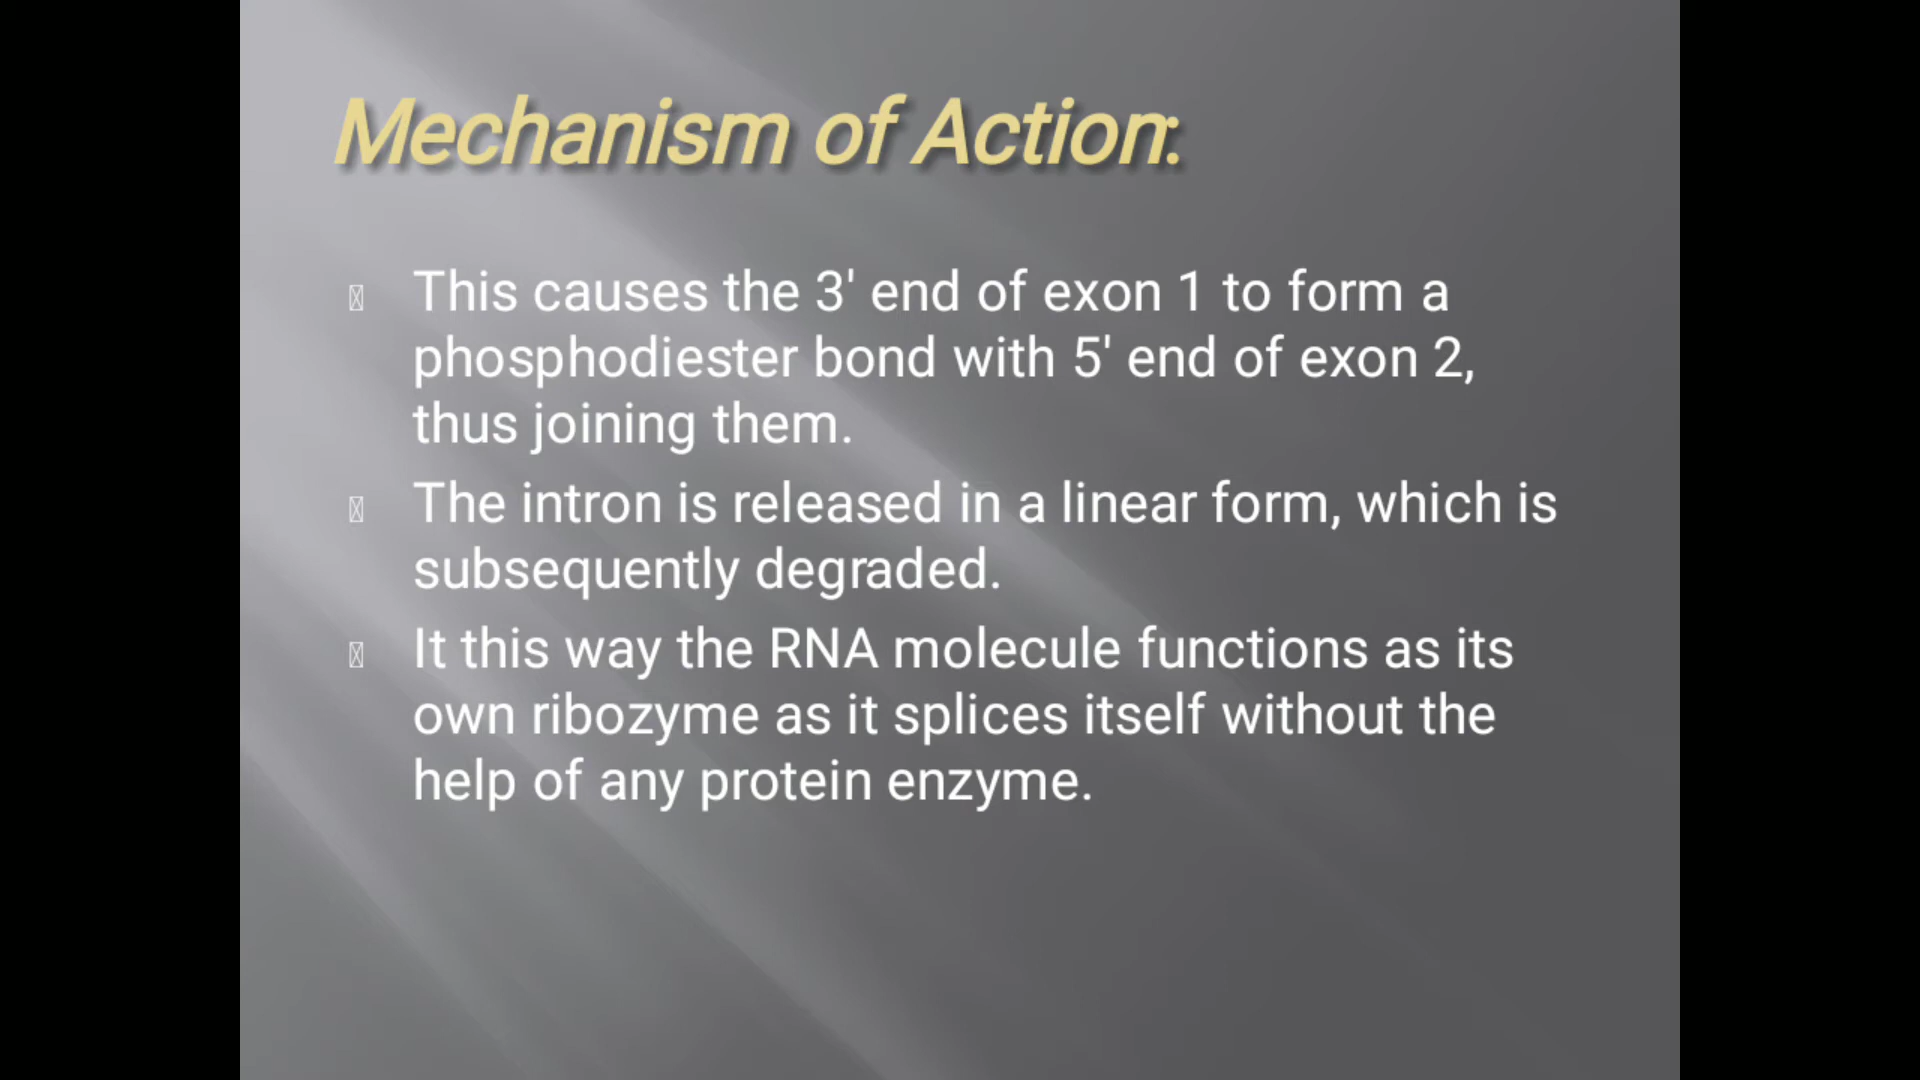 Mechanism of Action:
This causes the 3' end of exon 1 to form a
phosphodiester bond with 5' end of exon 2,
thus joining them.
The intron is released in a linear form, which is
subsequently degraded.
It this way the RNA molecule functions as its
own ribozyme as it splices itself without the
help of any protein enzyme.